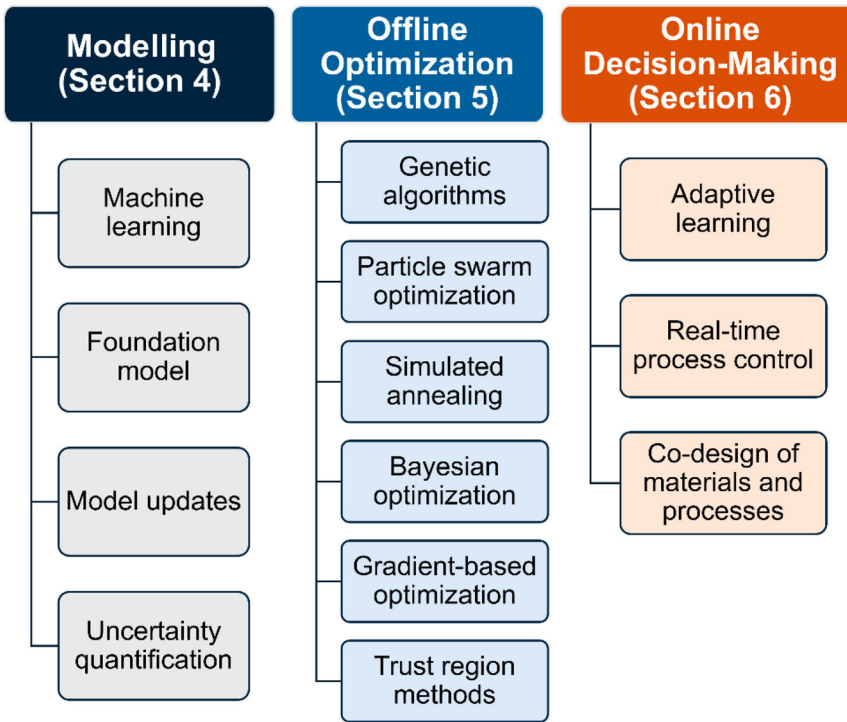 Modelling
(Section 4)
Machine
learning
Foundation
model
Model updates
Uncertainty
quantification
Offline
Optimization
(Section 5)
Genetic
algorithms
Particle swarm
optimization
Simulated
annealing
Bayesian
optimization
Gradient-based
optimization
Trust region
methods
Online
Decision-Making
(Section 6)
Adaptive
learning
Real-time
process control
Co-design of
materials and
processes